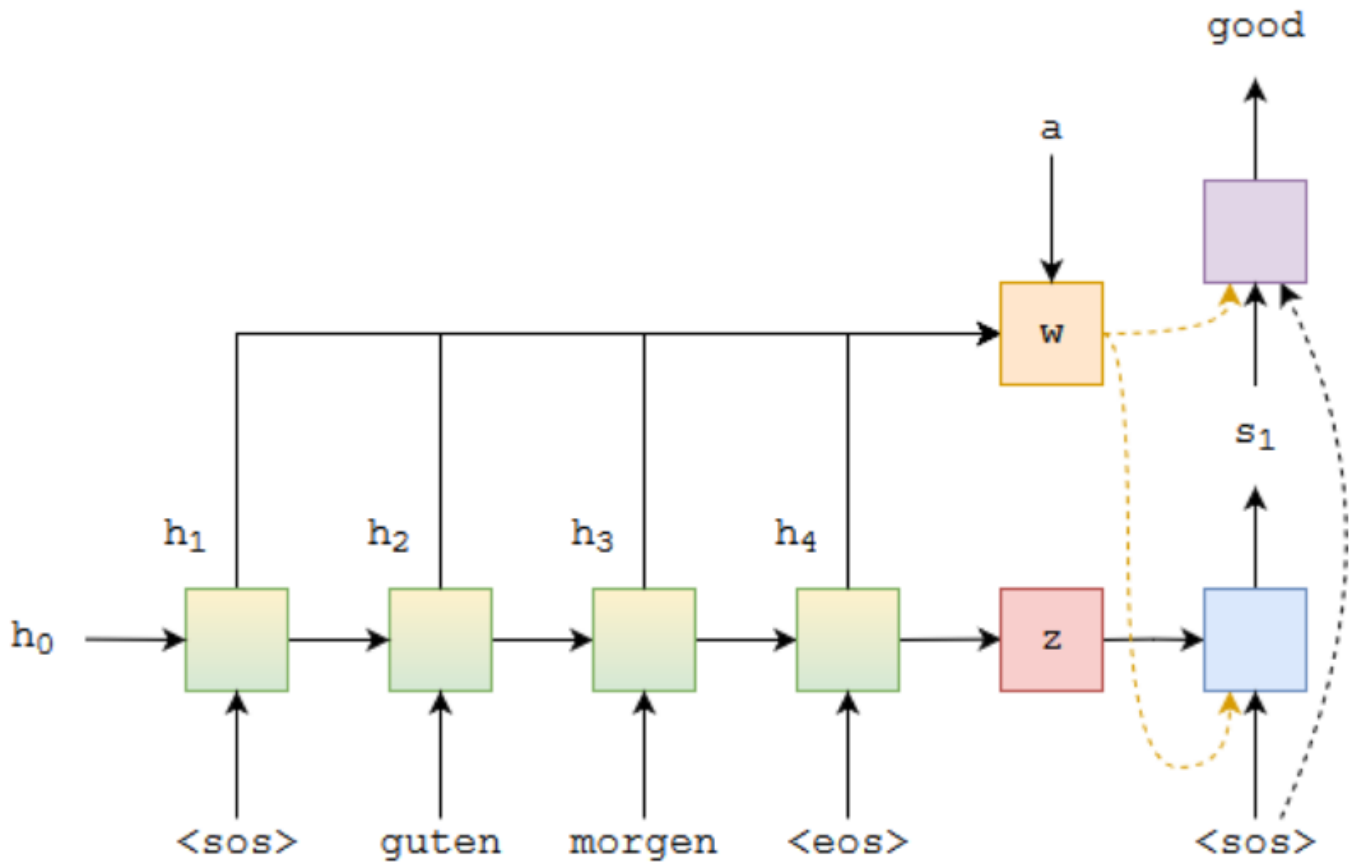 good
a
w
s₁
h₁ h₂ h₃ h₄
h₀ z
<sos> guten morgen <eos> <sos>